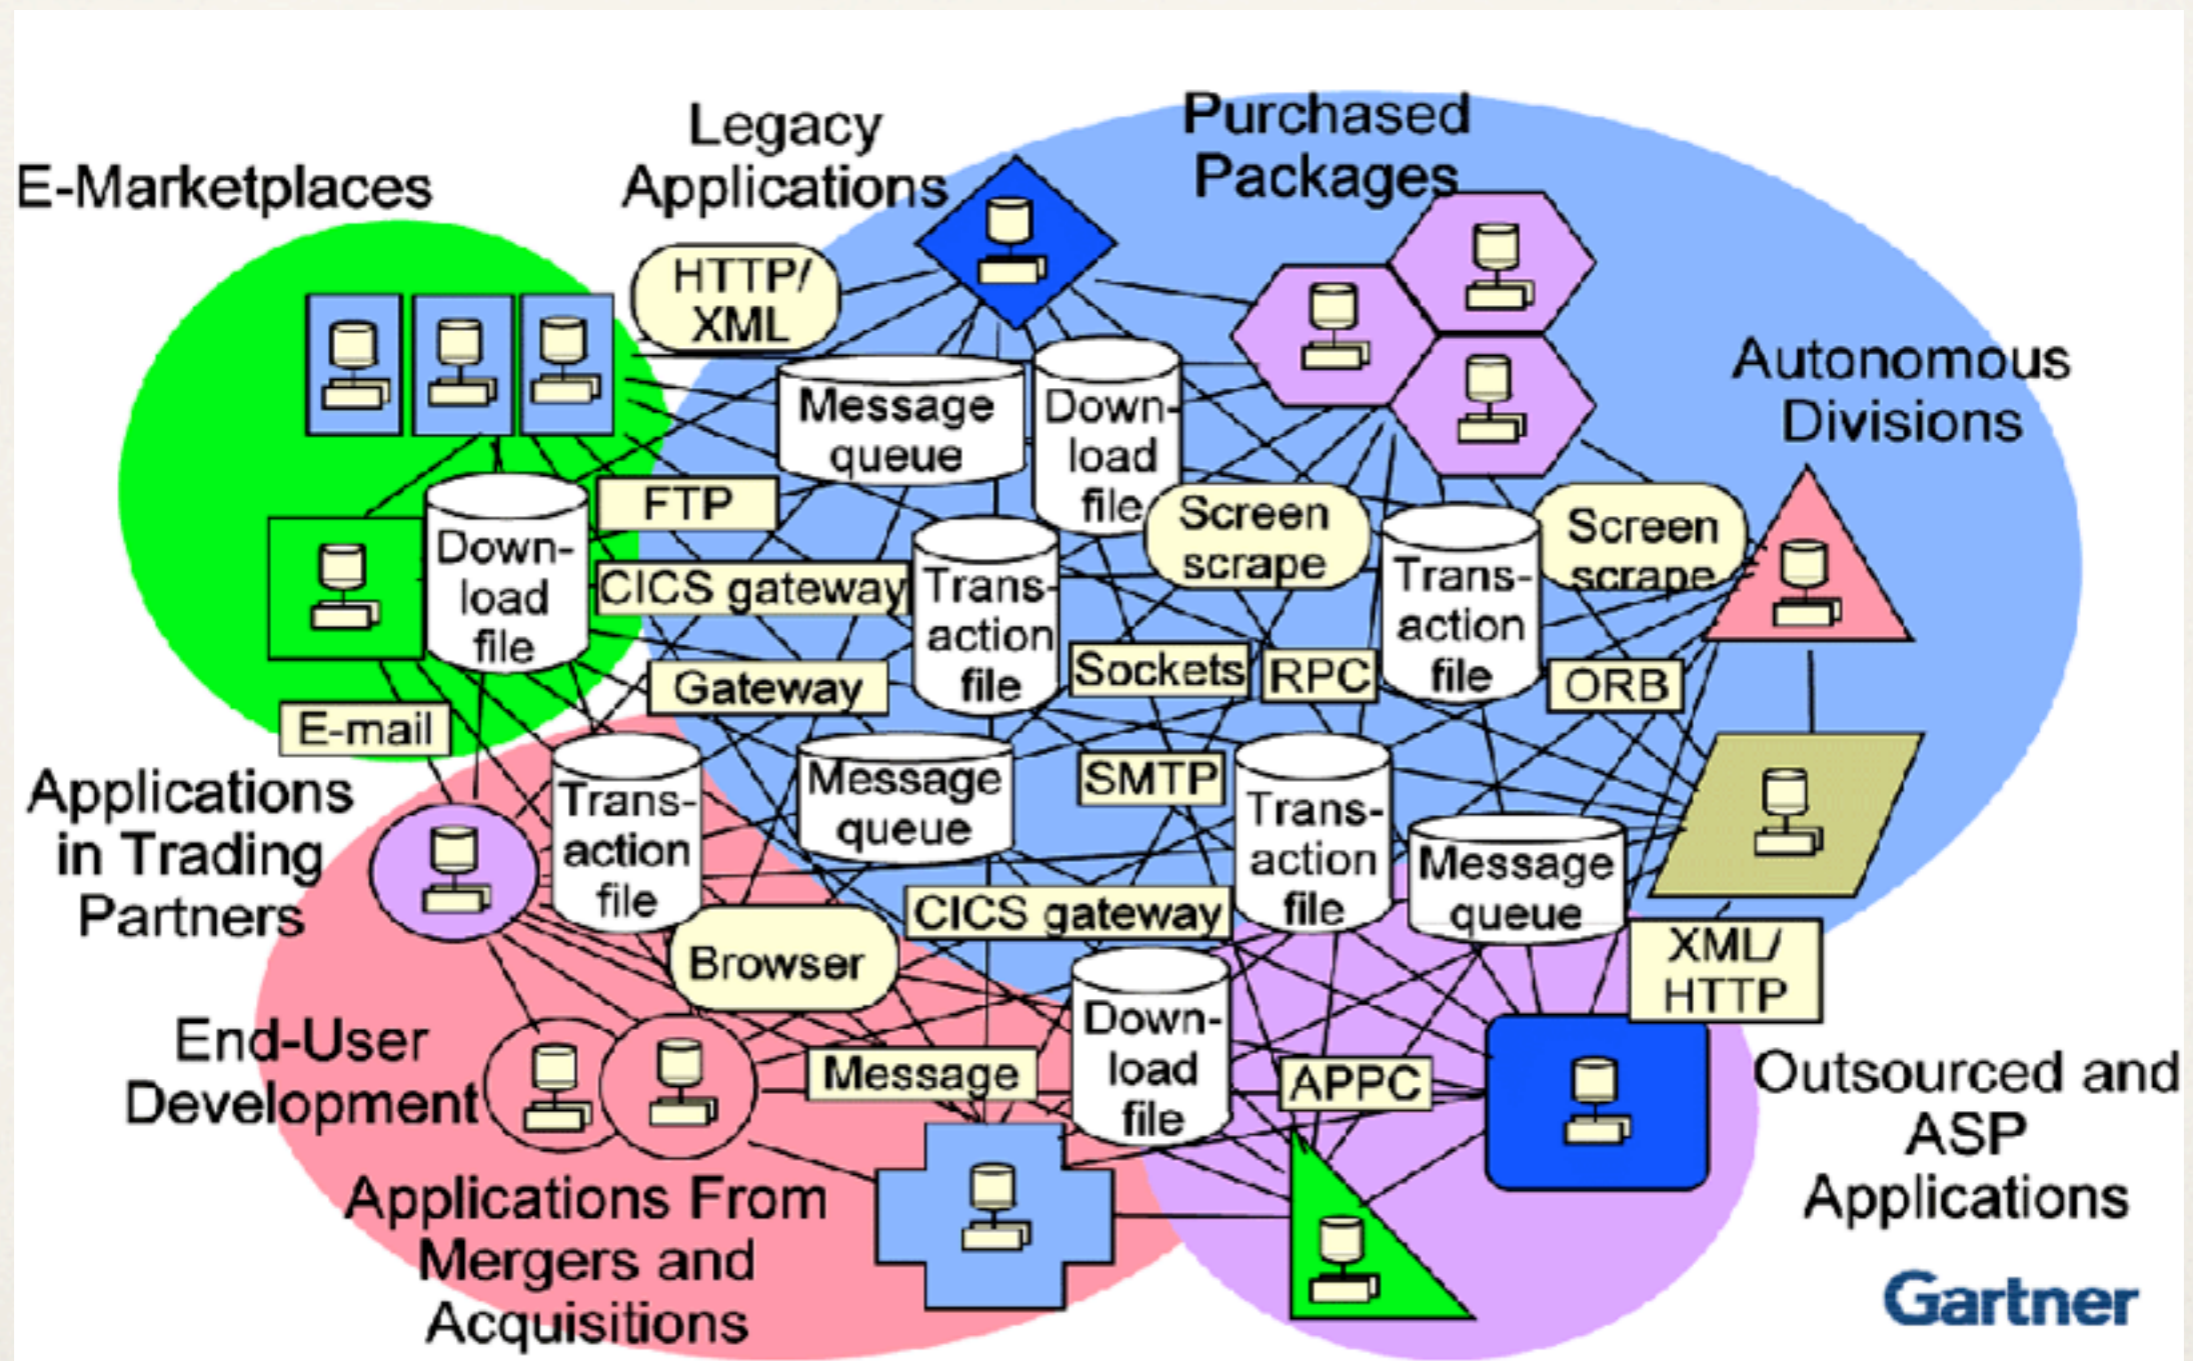 E-Marketplaces
Legacy
Applications
Purchased
Packages
HTTP/
XML
Autonomous
Divisions
Message
queue
Down-
load
file
FTP
Screen
scrape
Screen
scrape
Down-
load
file
CICS gateway
Trans-
action
file
Trans-
action
file
Gateway
Sockets
RPC
ORB
E-mail
Applications
in Trading
Partners
Trans-
action
file
Message
queue
SMTP
Trans-
action
file
Message
queue
Browser
CICS gateway
XML/
HTTP
End-User
Development
Message
Down-
load
file
APPC
Outsourced and
ASP
Applications
Applications From
Mergers and
Acquisitions
Gartner